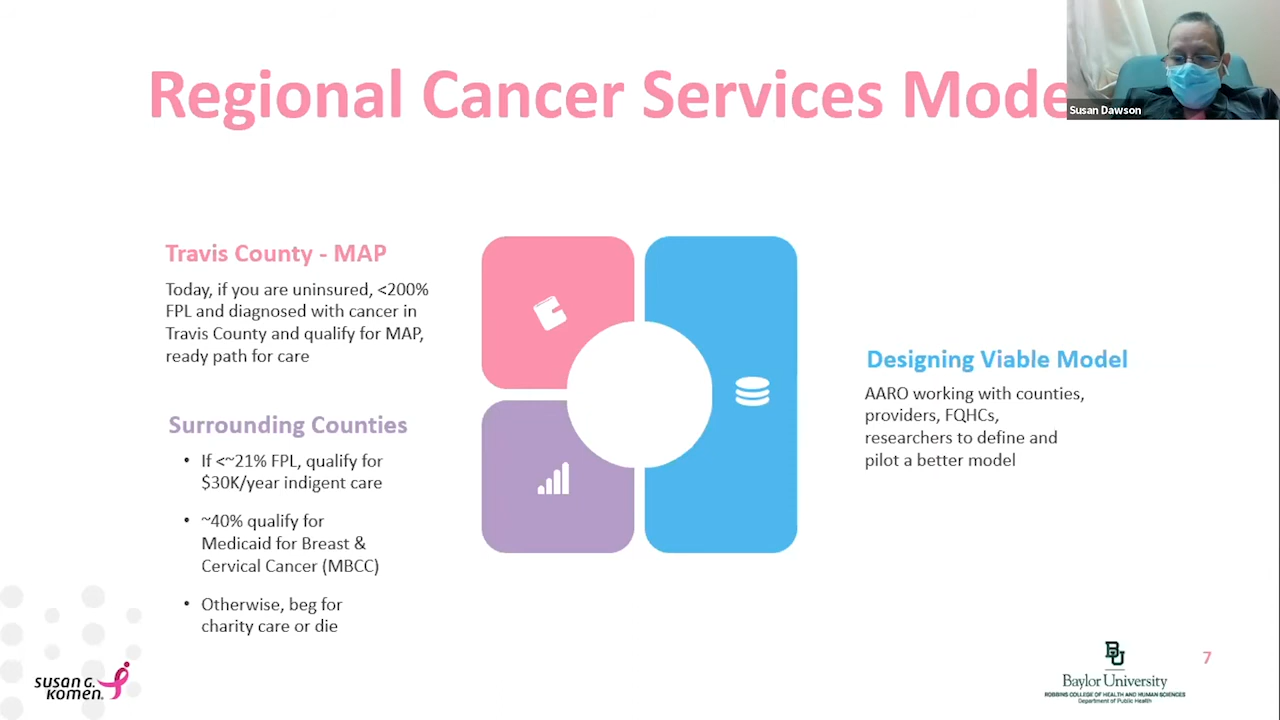 Regional Cancer Services Mode
Susan Dawson
Travis County - MAP
Today, if you are uninsured, <200%
FPL and diagnosed with cancer in
Travis County and qualify for MAP,
ready path for care
Surrounding Counties
• If <~21% FPL, qualify for
$30K/year indigent care
• ~40% qualify for
Medicaid for Breast &
Cervical Cancer (MBCC)
• Otherwise, beg for
charity care or die
Designing Viable Model
AARO working with counties,
providers, FQHCs,
researchers to define and
pilot a better model
susan G.
komen.
BU
Baylor University
ROBBINS COLLEGE OF HEALTH AND HUMAN SCIENCES
Department of Public Health
7